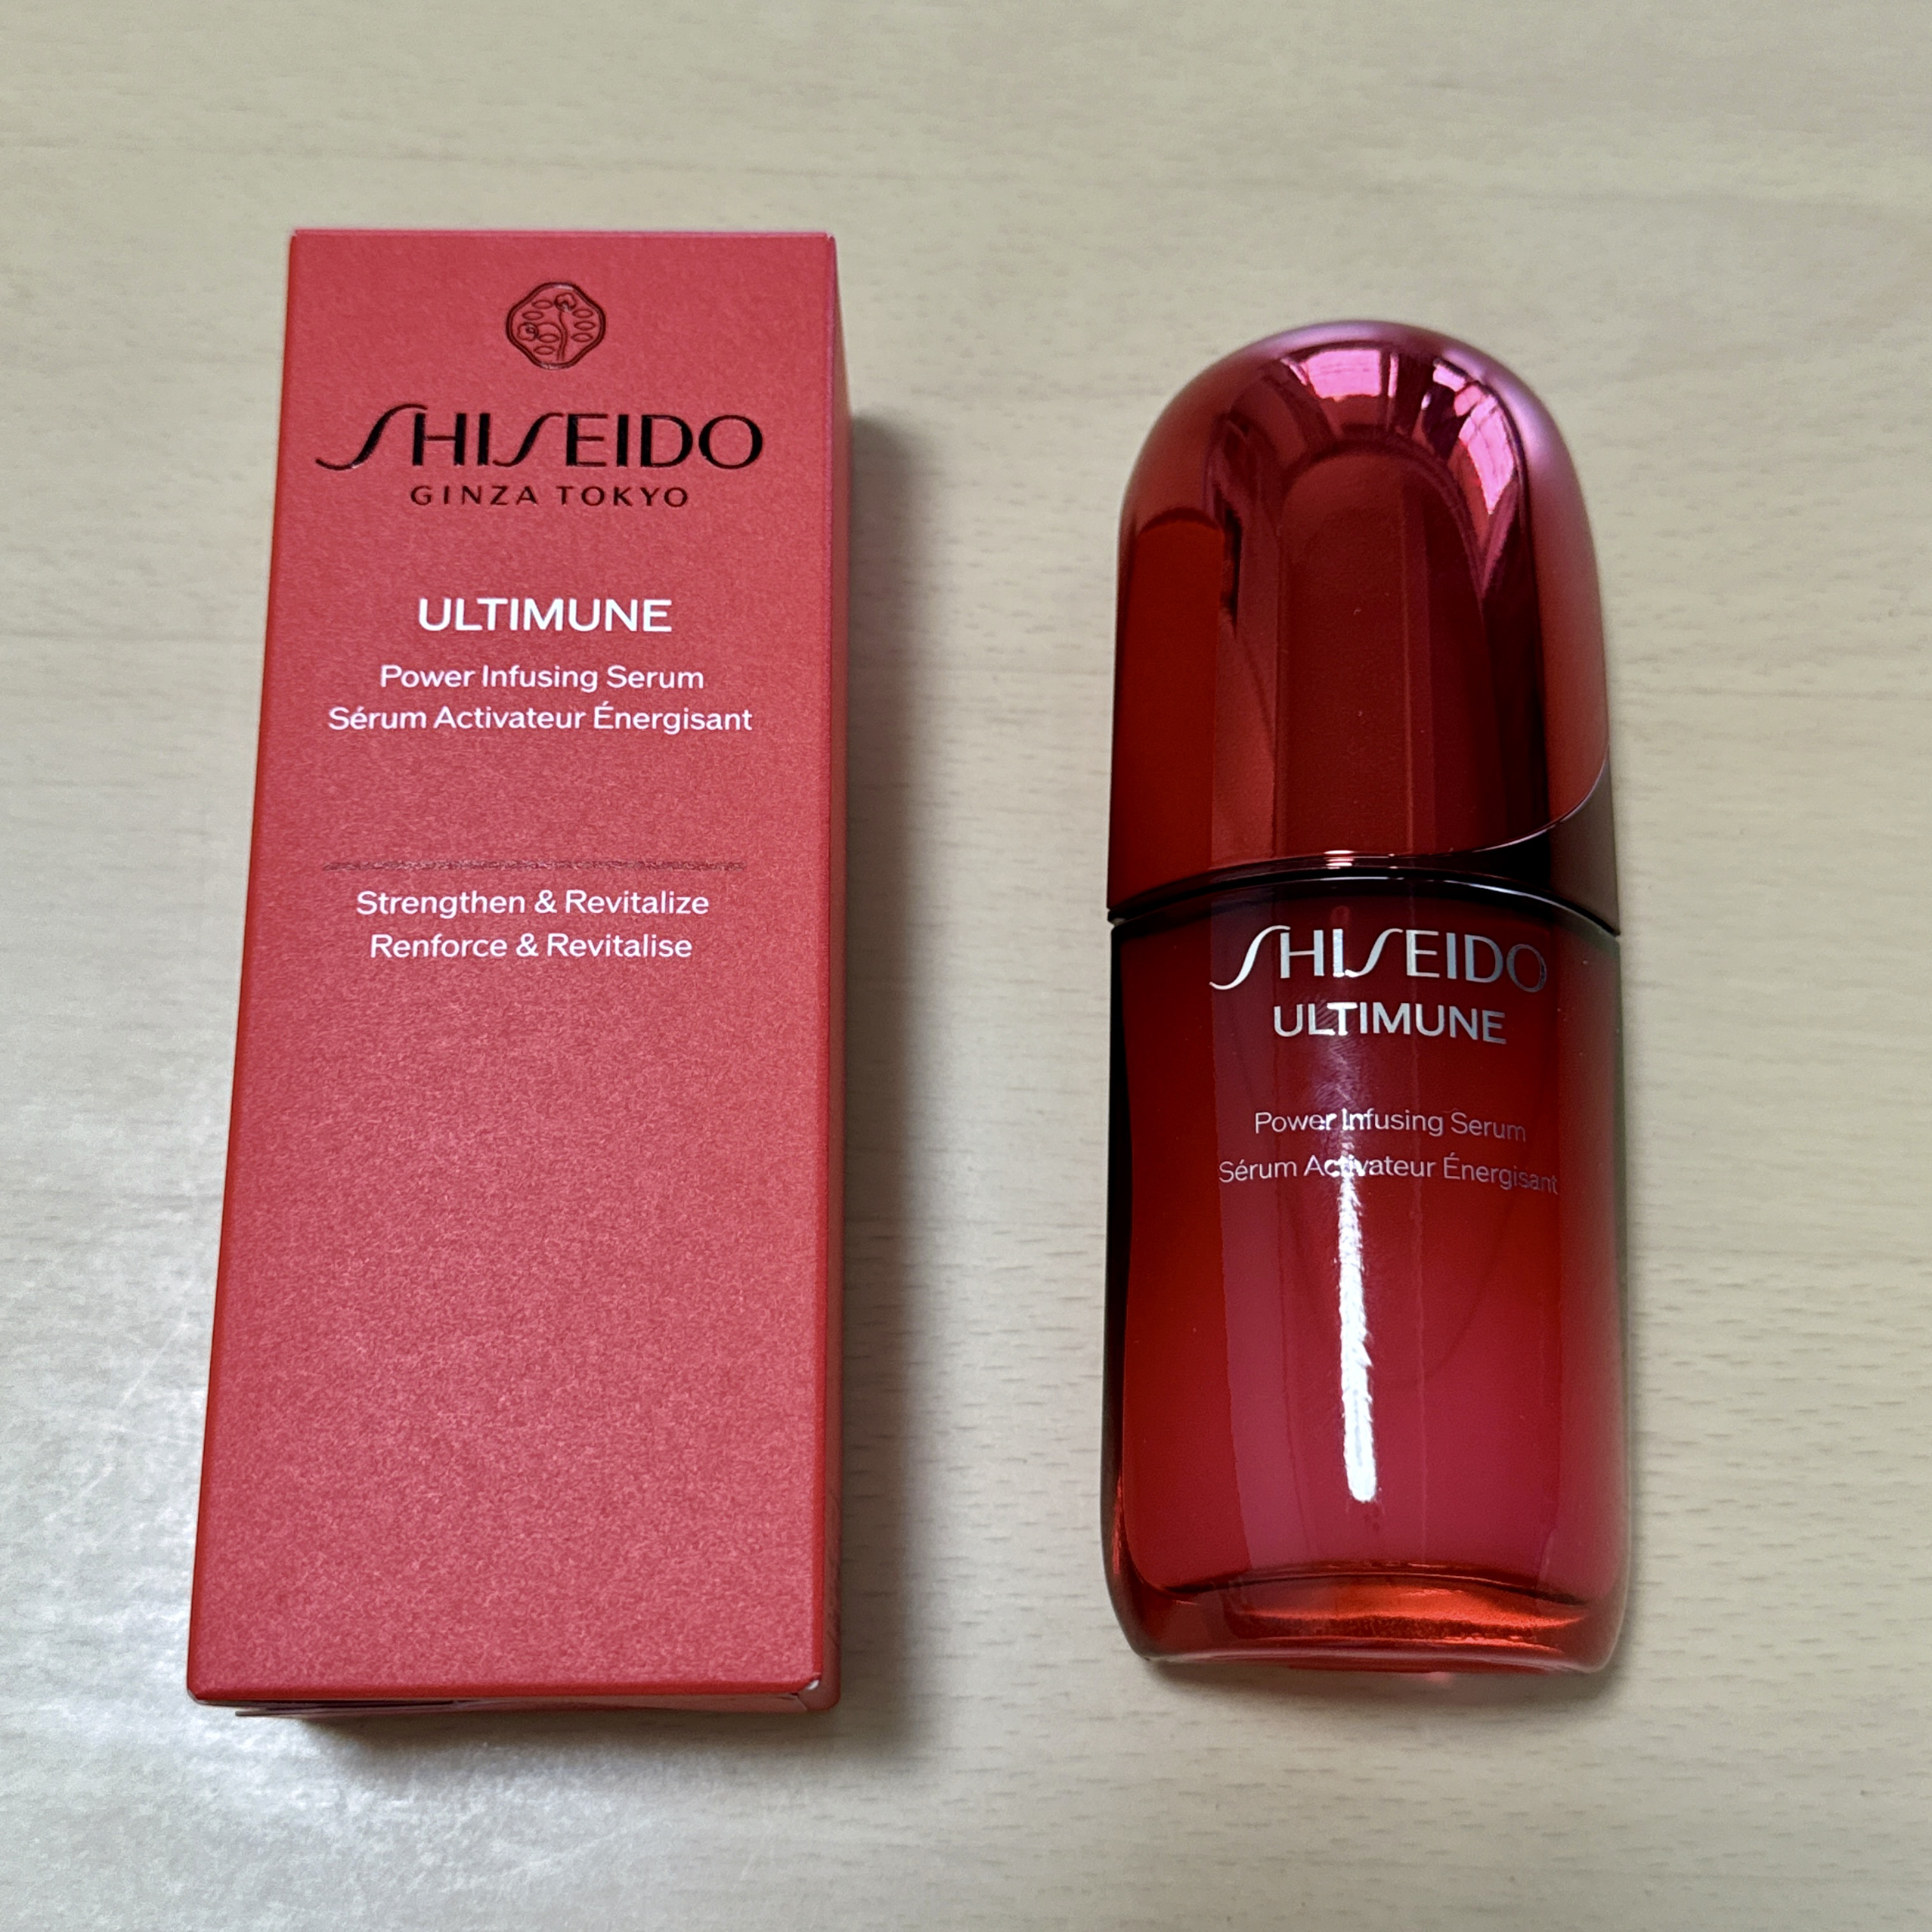 SHISEIDO
GINZA TOKYO
ULTIMUNE
Power Infusing Serum
Sérum Activateur Énergisant
Strengthen & Revitalize
Renforce & Revitalise
SHISEIDO
ULTIMUNE
Power Infusing Serum
Sérum Activateur Énergisant